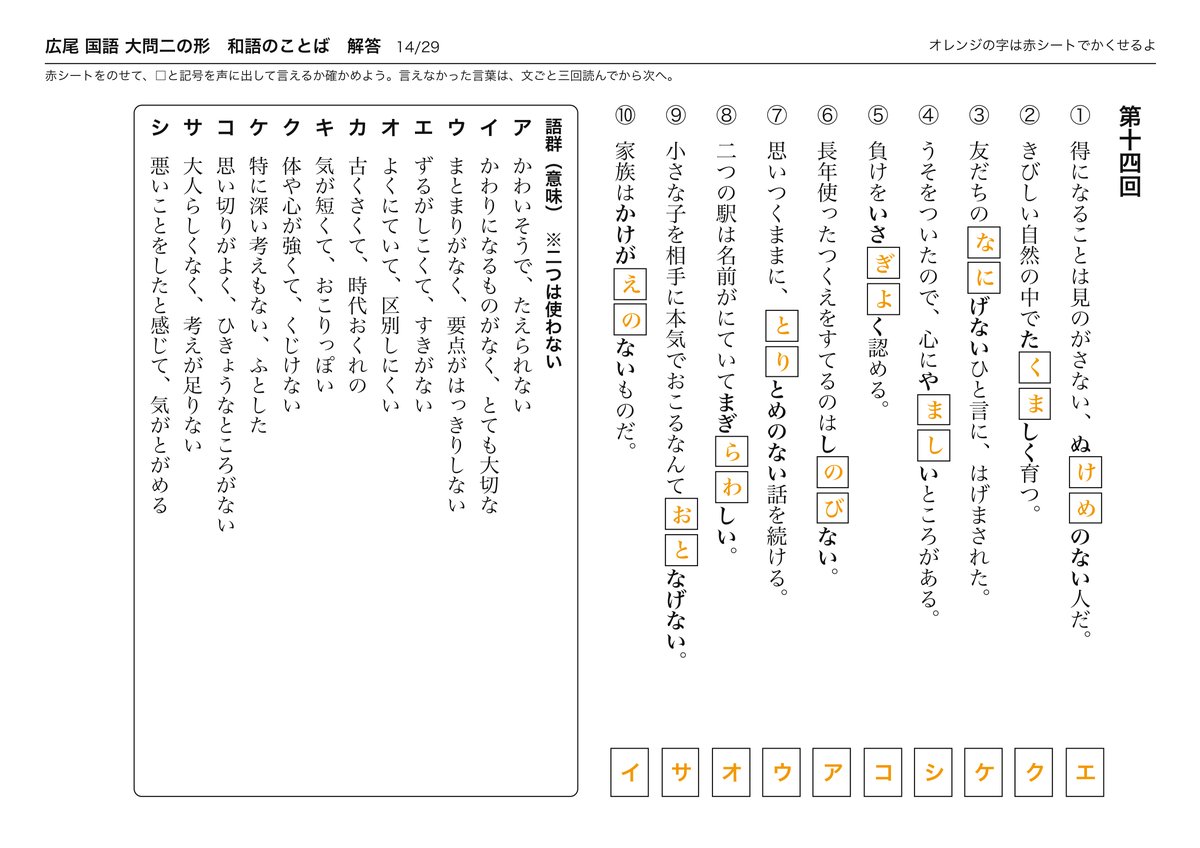 広尾 国語 大問二の形　和語のことば　解答　14/29
オレンジの字は赤シートでかくせるよ
赤シートをのせて、□と記号を声に出して言えるか確かめよう。言えなかった言葉は、文ごと三回読んでから次へ。
第十四回
① 得になることは見のがさない、ぬけめのない人だ。 エ
② きびしい自然の中でたくましく育つ。 ク
③ 友だちのなにげないひと言に、はげまされた。 ケ
④ うそをついたので、心にやましいところがある。 シ
⑤ 負けをいさぎよく認める。 コ
⑥ 長年使ったつくえをすてるのはしのびない。 ア
⑦ 思いつくままに、とりとめのない話を続ける。 ウ
⑧ 二つの駅は名前がにていてまぎらわしい。 オ
⑨ 小さな子を相手に本気でおこるなんておとなげない。 サ
⑩ 家族はかけがえのないものだ。 イ
語群（意味）　※二つは使わない
ア　かわいそうで、たえられない
イ　かわりになるものがなく、とても大切な
ウ　まとまりがなく、要点がはっきりしない
エ　ずるがしこくて、すきがない
オ　よくにていて、区別しにくい
カ　古くさくて、時代おくれの
キ　気が短くて、おこりっぽい
ク　体や心が強くて、くじけない
ケ　特に深い考えもない、ふとした
コ　思い切りがよく、ひきょうなところがない
サ　大人らしくなく、考えが足りない
シ　悪いことをしたと感じて、気がとがめる